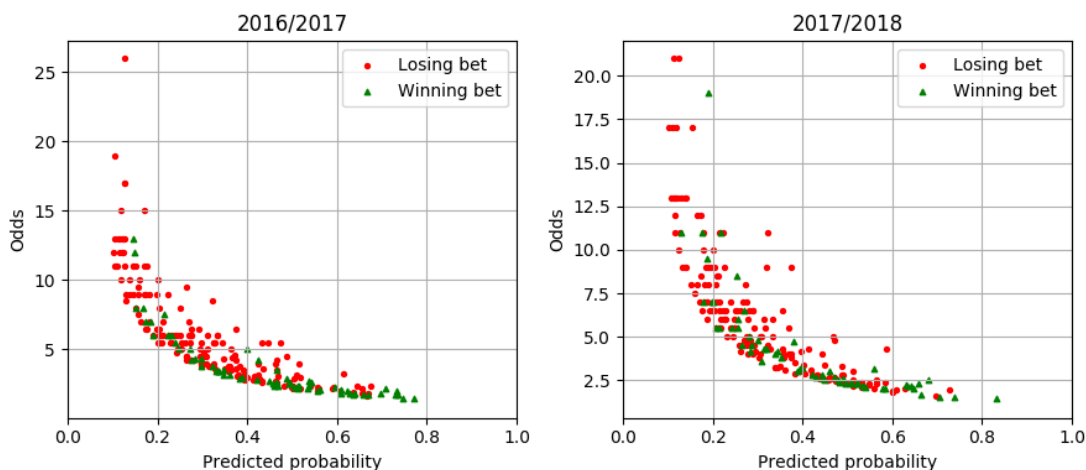 2016/2017
Losing bet
Winning bet
Odds
25
20
15
10
5
0.0 0.2 0.4 0.6 0.8 1.0
Predicted probability
2017/2018
Losing bet
Winning bet
Odds
20.0
17.5
15.0
12.5
10.0
7.5
5.0
2.5
0.0 0.2 0.4 0.6 0.8 1.0
Predicted probability